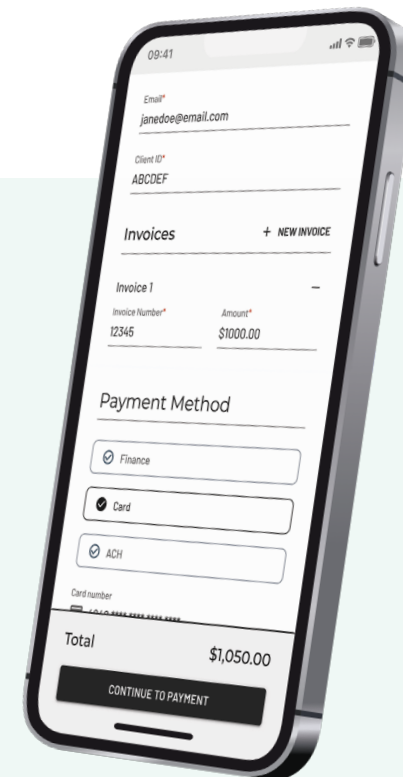 09:41
Email*
janedoe@email.com
Client ID*
ABCDEF
Invoices + NEW INVOICE
Invoice 1 –
Invoice Number* Amount*
12345 $1000.00
Payment Method
Finance
Card
ACH
Card number
Total $1,050.00
CONTINUE TO PAYMENT